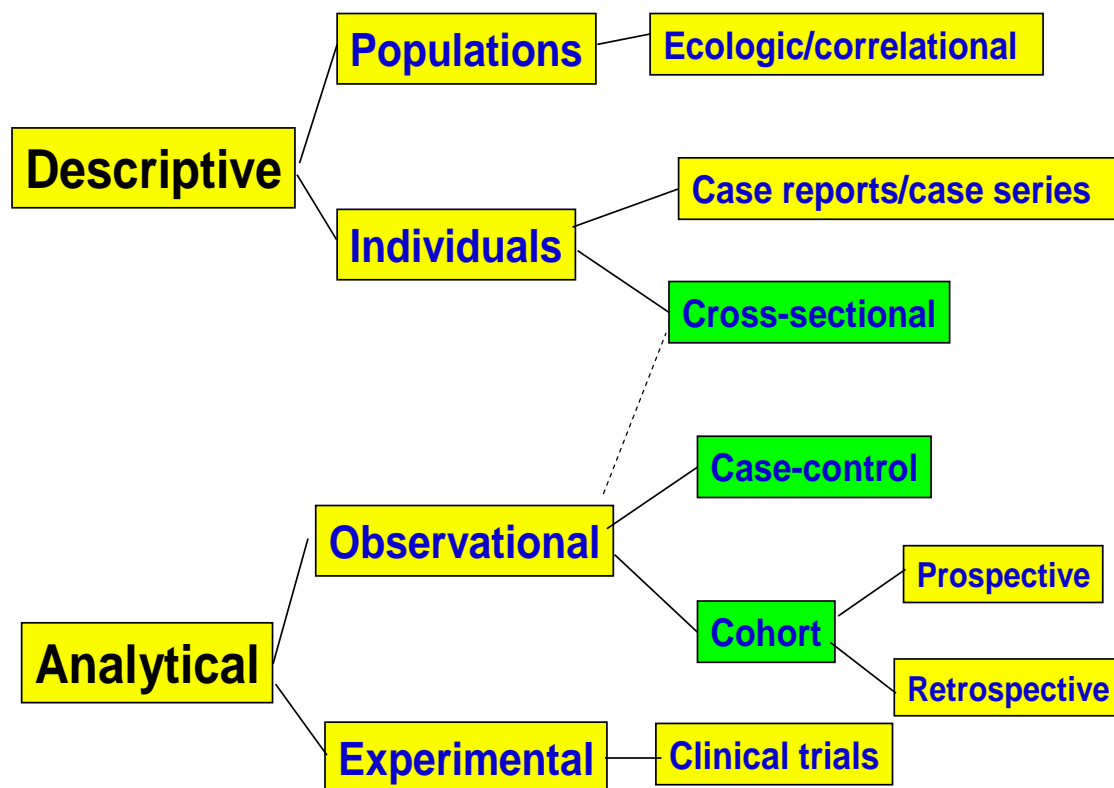 Populations
Ecologic/correlational
Descriptive
Case reports/case series
Individuals
Cross-sectional
Case-control
Observational
Prospective
Cohort
Analytical
Retrospective
Experimental
Clinical trials